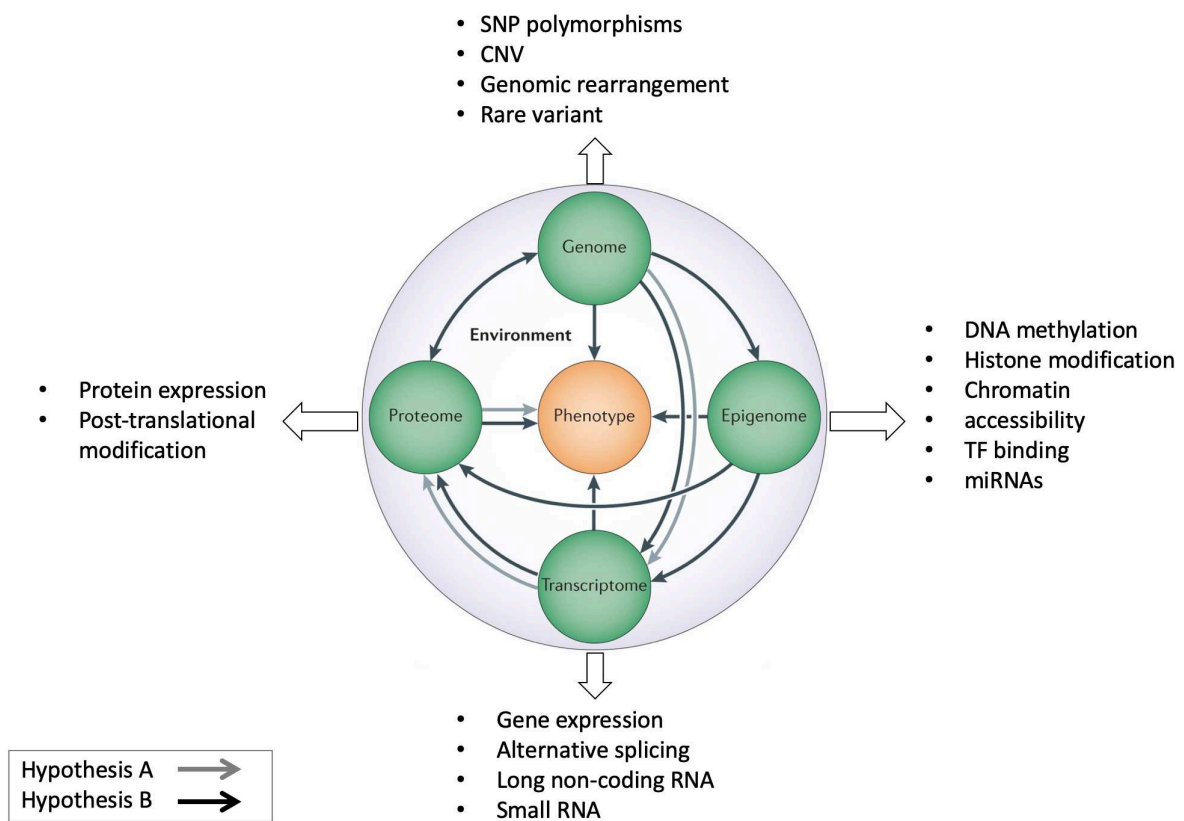 • SNP polymorphisms
• CNV
• Genomic rearrangement
• Rare variant
Genome
Environment
Proteome
Phenotype
Epigenome
Transcriptome
• Protein expression
• Post-translational
modification
• DNA methylation
• Histone modification
• Chromatin
• accessibility
• TF binding
• miRNAs
• Gene expression
• Alternative splicing
• Long non-coding RNA
• Small RNA
Hypothesis A
Hypothesis B